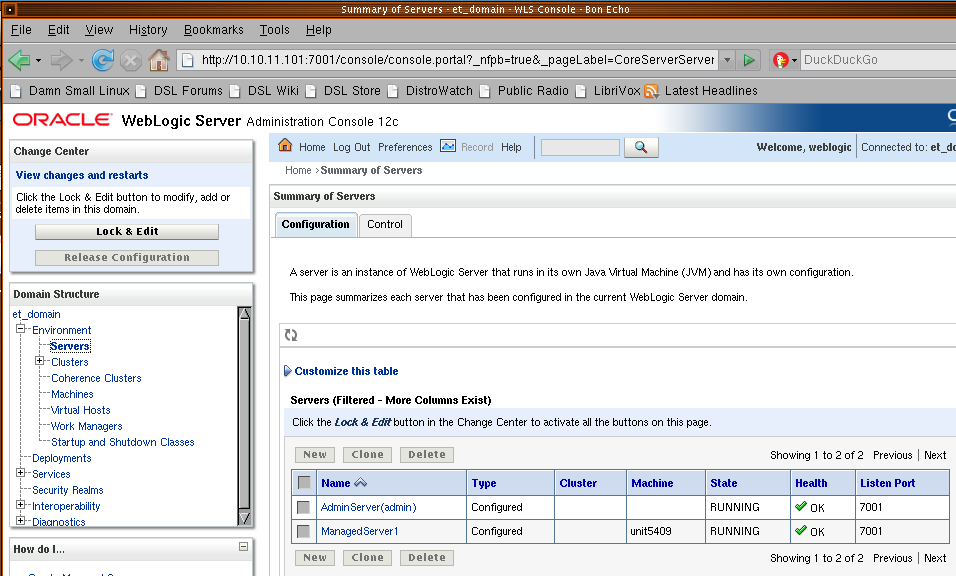 Summary of Servers - et_domain - WLS Console - Bon Echo
File Edit View History Bookmarks Tools Help
http://10.10.11.101:7001/console/console.portal?_nfpb=true&_pageLabel=CoreServerServer
DuckDuckGo
Damn Small Linux DSL Forums DSL Wiki DSL Store DistroWatch Public Radio LibriVox Latest Headlines
ORACLE WebLogic Server Administration Console 12c
Change Center
View changes and restarts
Click the Lock & Edit button to modify, add or
delete items in this domain.
Lock & Edit
Release Configuration
Domain Structure
et_domain
Environment
Servers
Clusters
Coherence Clusters
Machines
Virtual Hosts
Work Managers
Startup and Shutdown Classes
Deployments
Services
Security Realms
Interoperability
Diagnostics
How do I...
Home Log Out Preferences Record Help
Welcome, weblogic Connected to: et_do
Home >Summary of Servers
Summary of Servers
Configuration Control
A server is an instance of WebLogic Server that runs in its own Java Virtual Machine (JVM) and has its own configuration.
This page summarizes each server that has been configured in the current WebLogic Server domain.
Customize this table
Servers (Filtered - More Columns Exist)
Click the Lock & Edit button in the Change Center to activate all the buttons on this page.
New Clone Delete Showing 1 to 2 of 2 Previous | Next
Name Type Cluster Machine State Health Listen Port
AdminServer(admin) Configured RUNNING OK 7001
ManagedServer1 Configured unit5409 RUNNING OK 7001
New Clone Delete Showing 1 to 2 of 2 Previous | Next